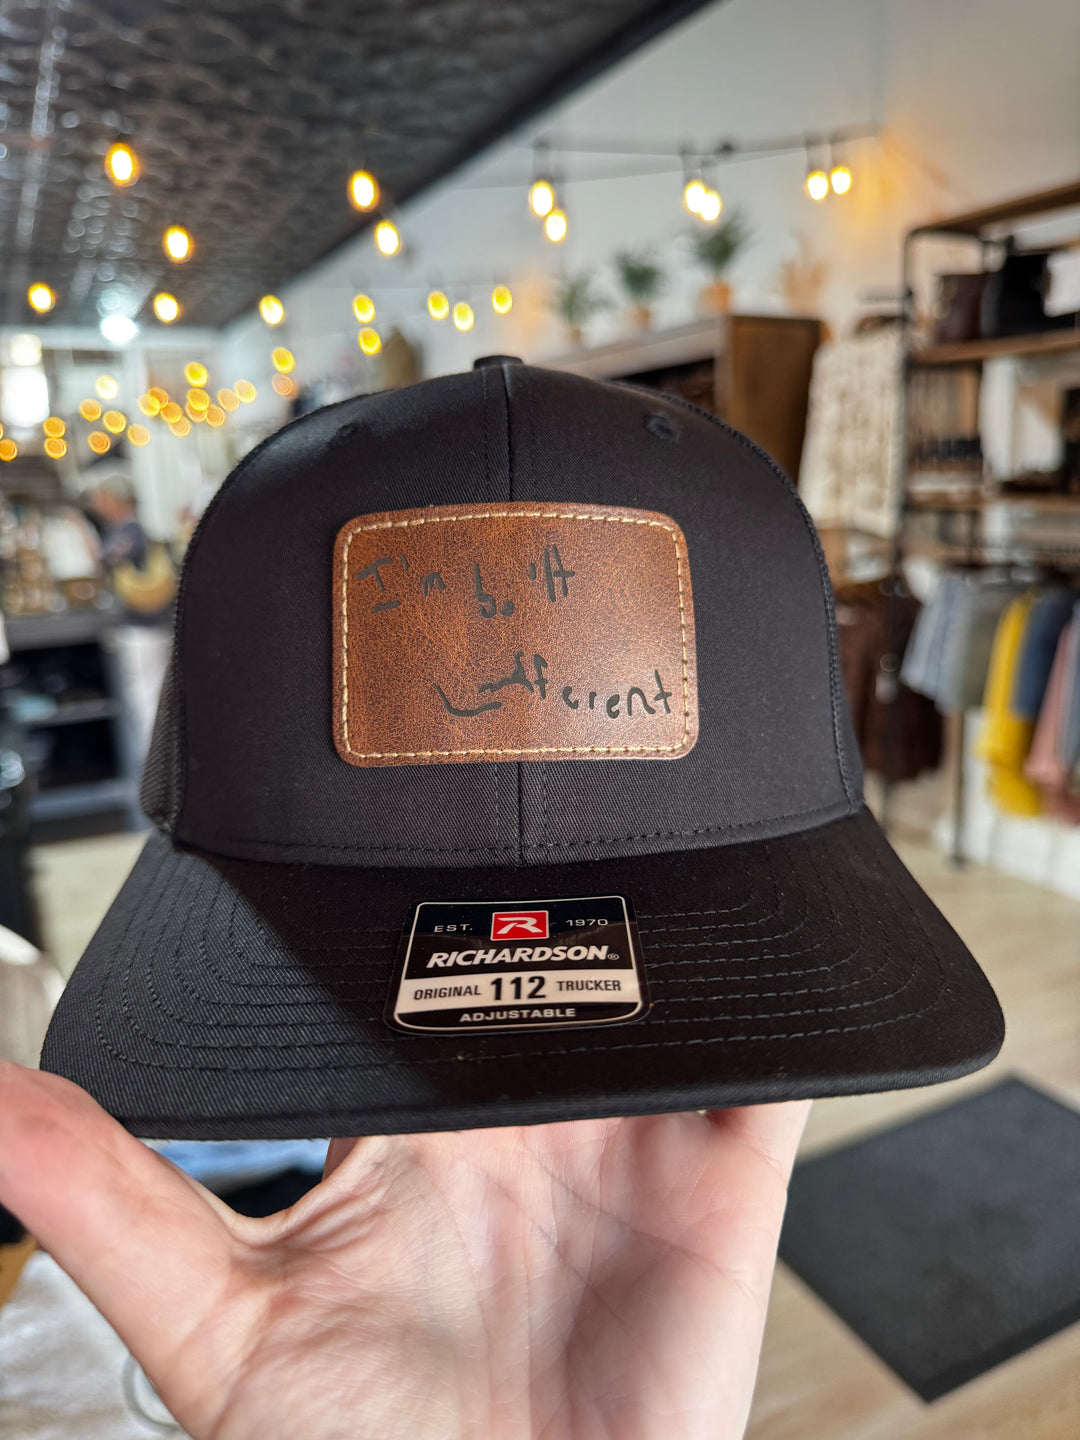 I'm built
different
EST. R 1970
RICHARDSON®
ORIGINAL 112 TRUCKER
ADJUSTABLE